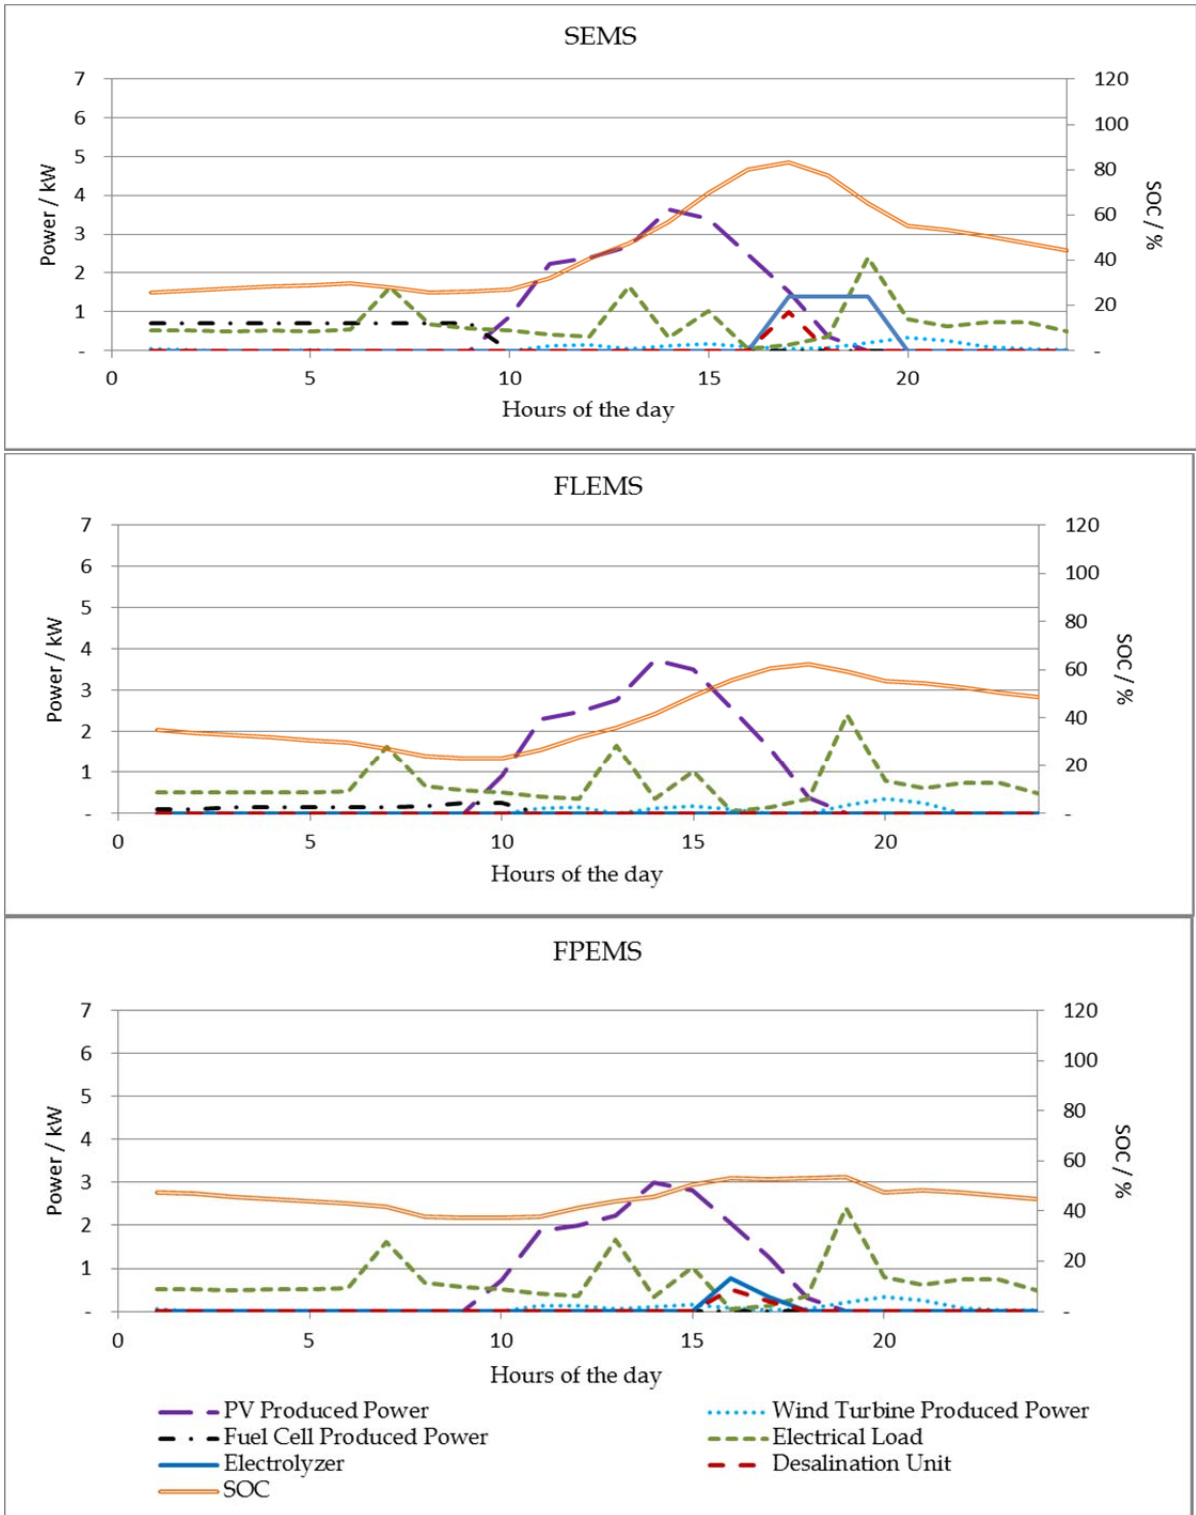 SEMS
7
6
5
4
3
2
1
-
Power / kW
120
100
80
60
40
20
-
SOC / %
0 5 10 15 20
Hours of the day
FLEMS
7
6
5
4
3
2
1
-
Power / kW
120
100
80
60
40
20
-
SOC / %
0 5 10 15 20
Hours of the day
FPEMS
7
6
5
4
3
2
1
-
Power / kW
120
100
80
60
40
20
-
SOC / %
0 5 10 15 20
Hours of the day
PV Produced Power
Wind Turbine Produced Power
Fuel Cell Produced Power
Electrical Load
Electrolyzer
Desalination Unit
SOC